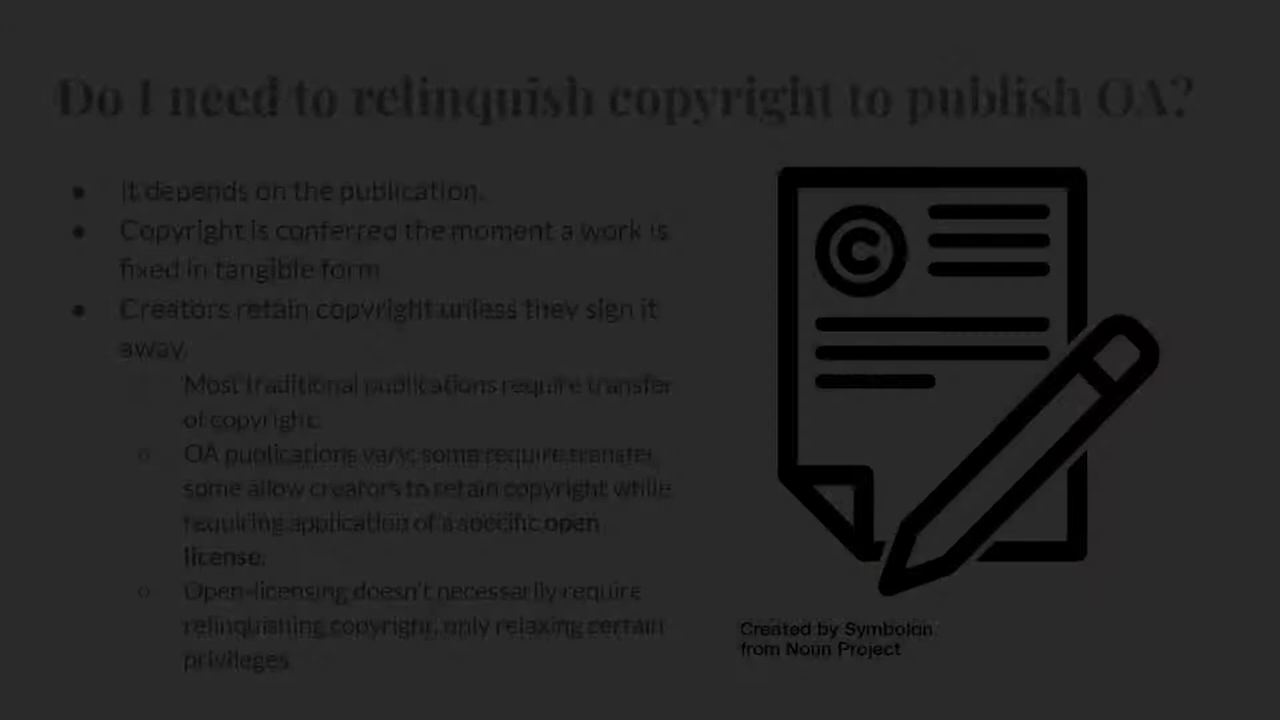 Do I need to relinquish copyright to publish OA?
● It depends on the publication.
● Copyright is conferred the moment a work is
fixed in tangible form.
● Creators retain copyright unless they sign it
away.
○ Most traditional publications require transfer
of copyright.
○ OA publications vary; some require transfer,
some allow creators to retain copyright while
requiring application of a specific open
license.
○ Open-licensing doesn't necessarily require
relinquishing copyright, only relaxing certain
privileges.
Created by Symbolon
from Noun Project